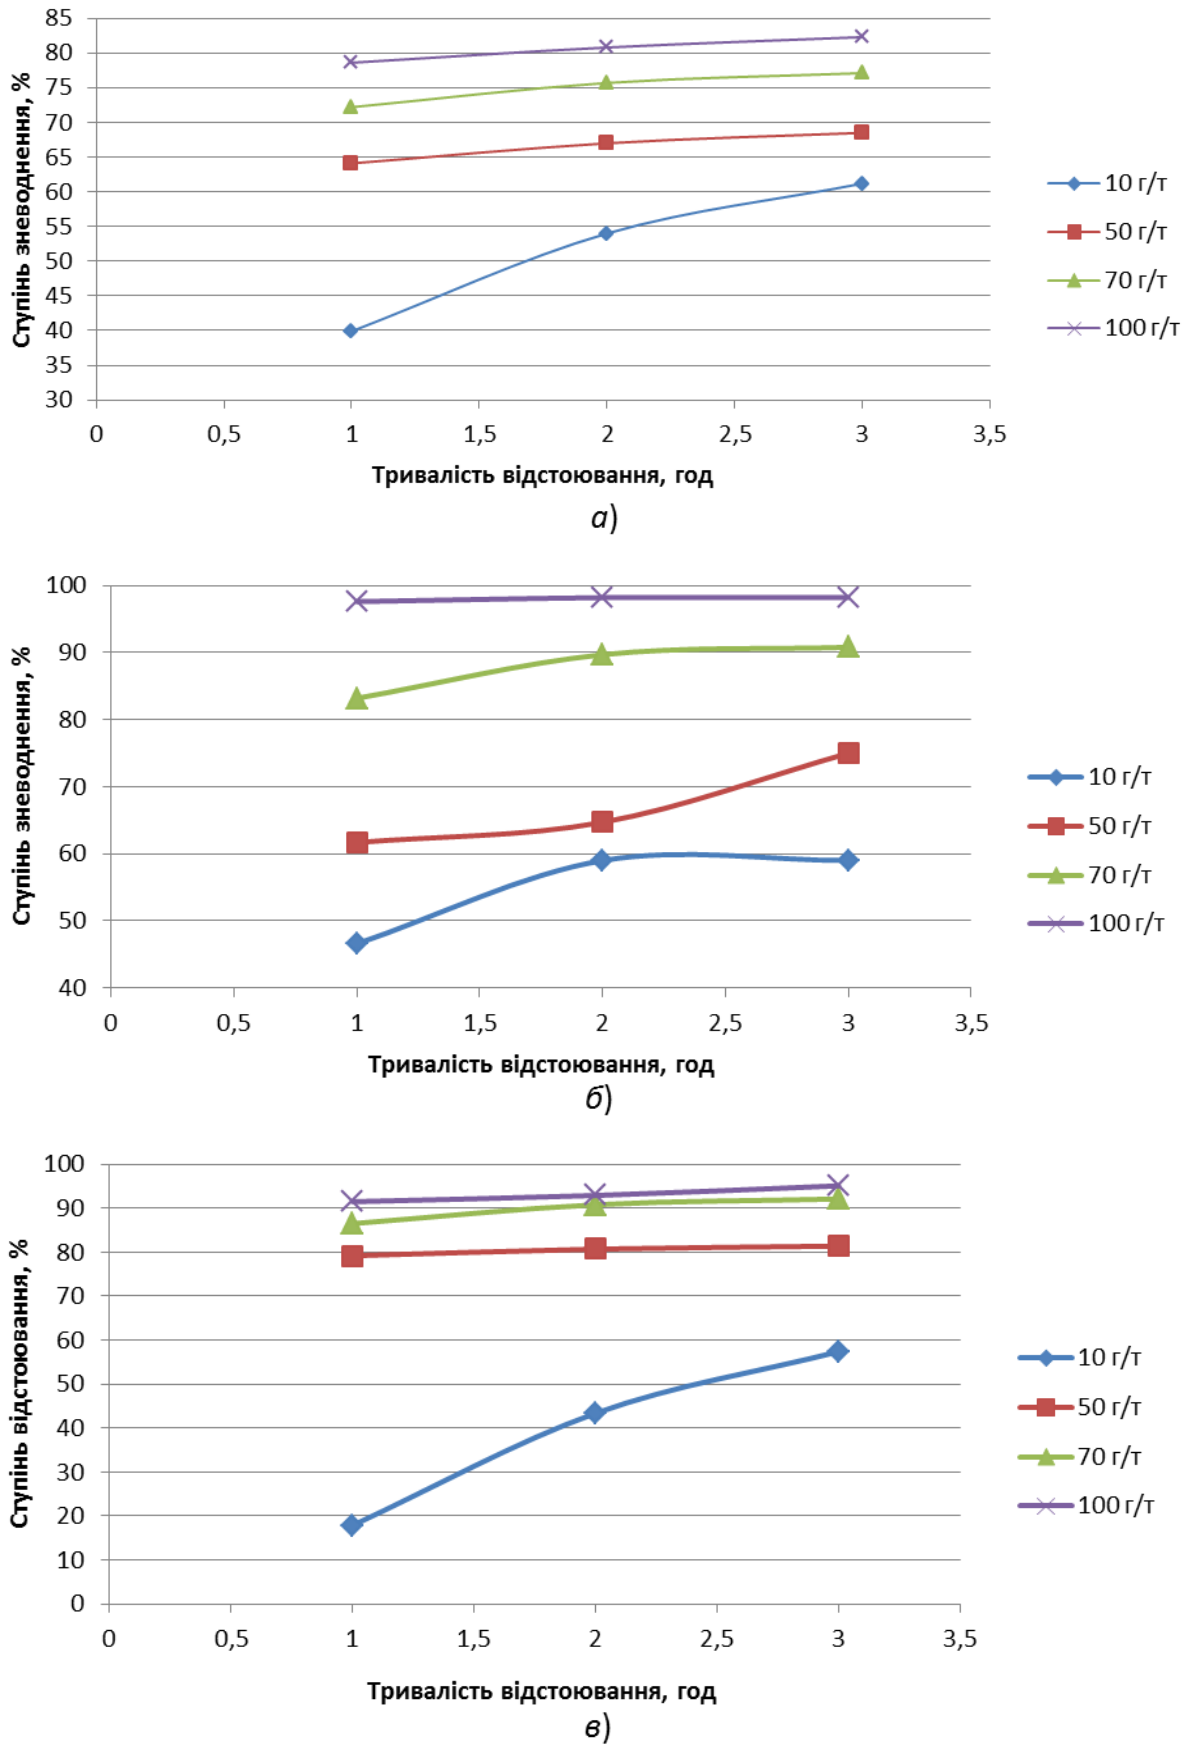 Ступінь зневоднення, %
85
80
75
70
65
60
55
50
45
40
35
30
0 0,5 1 1,5 2 2,5 3 3,5
Тривалість відстоювання, год
10 г/т
50 г/т
70 г/т
100 г/т
а)
Ступінь зневоднення, %
100
90
80
70
60
50
40
0 0,5 1 1,5 2 2,5 3 3,5
Тривалість відстоювання, год
10 г/т
50 г/т
70 г/т
100 г/т
б)
Ступінь відстоювання, %
100
90
80
70
60
50
40
30
20
10
0
0 0,5 1 1,5 2 2,5 3 3,5
Тривалість відстоювання, год
10 г/т
50 г/т
70 г/т
100 г/т
в)